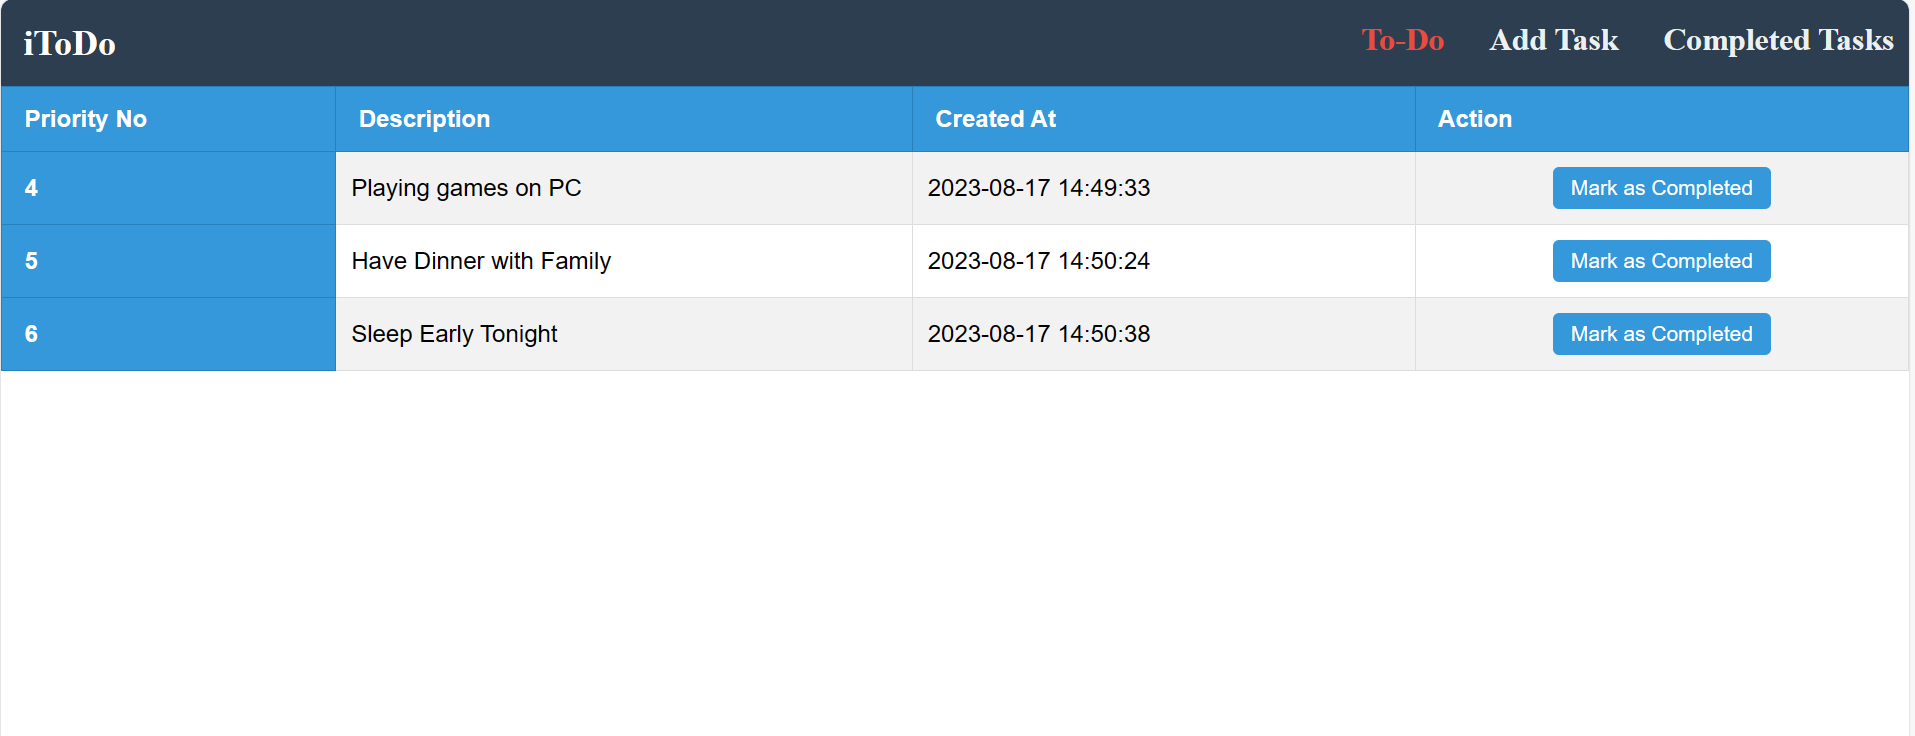 iToDo To-Do Add Task Completed Tasks
Priority No Description Created At Action
4 Playing games on PC 2023-08-17 14:49:33 Mark as Completed
5 Have Dinner with Family 2023-08-17 14:50:24 Mark as Completed
6 Sleep Early Tonight 2023-08-17 14:50:38 Mark as Completed